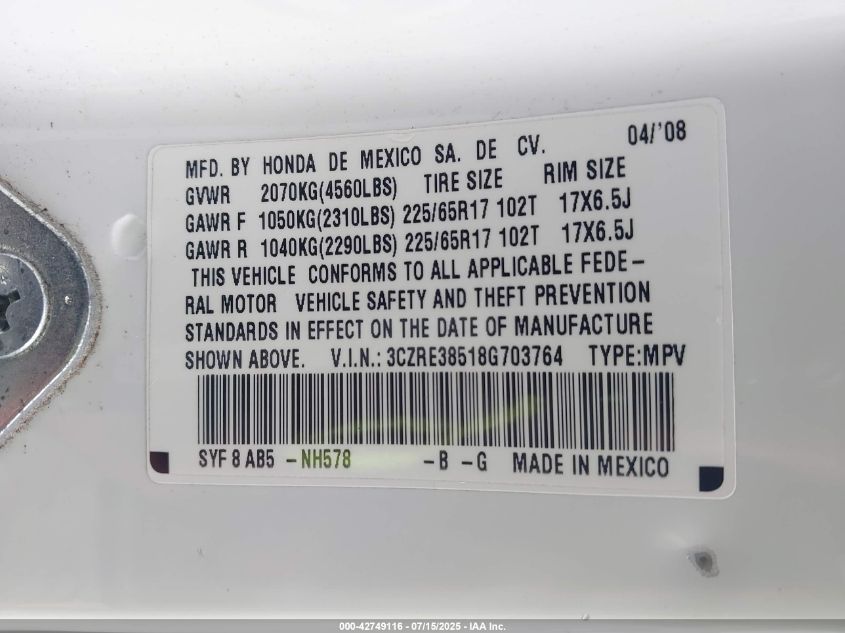 04/'08
MFD. BY HONDA DE MEXICO SA. DE CV.
GVWR 2070KG(4560LBS) TIRE SIZE RIM SIZE
GAWR F 1050KG(2310LBS) 225/65R17 102T 17X6.5J
GAWR R 1040KG(2290LBS) 225/65R17 102T 17X6.5J
THIS VEHICLE CONFORMS TO ALL APPLICABLE FEDE-
RAL MOTOR VEHICLE SAFETY AND THEFT PREVENTION
STANDARDS IN EFFECT ON THE DATE OF MANUFACTURE
SHOWN ABOVE. V.I.N.: 3CZRE38518G703764 TYPE:MPV
SYF 8 AB5 -NH578 -B -G MADE IN MEXICO
000-42749116 - 07/15/2025 - IAA Inc.